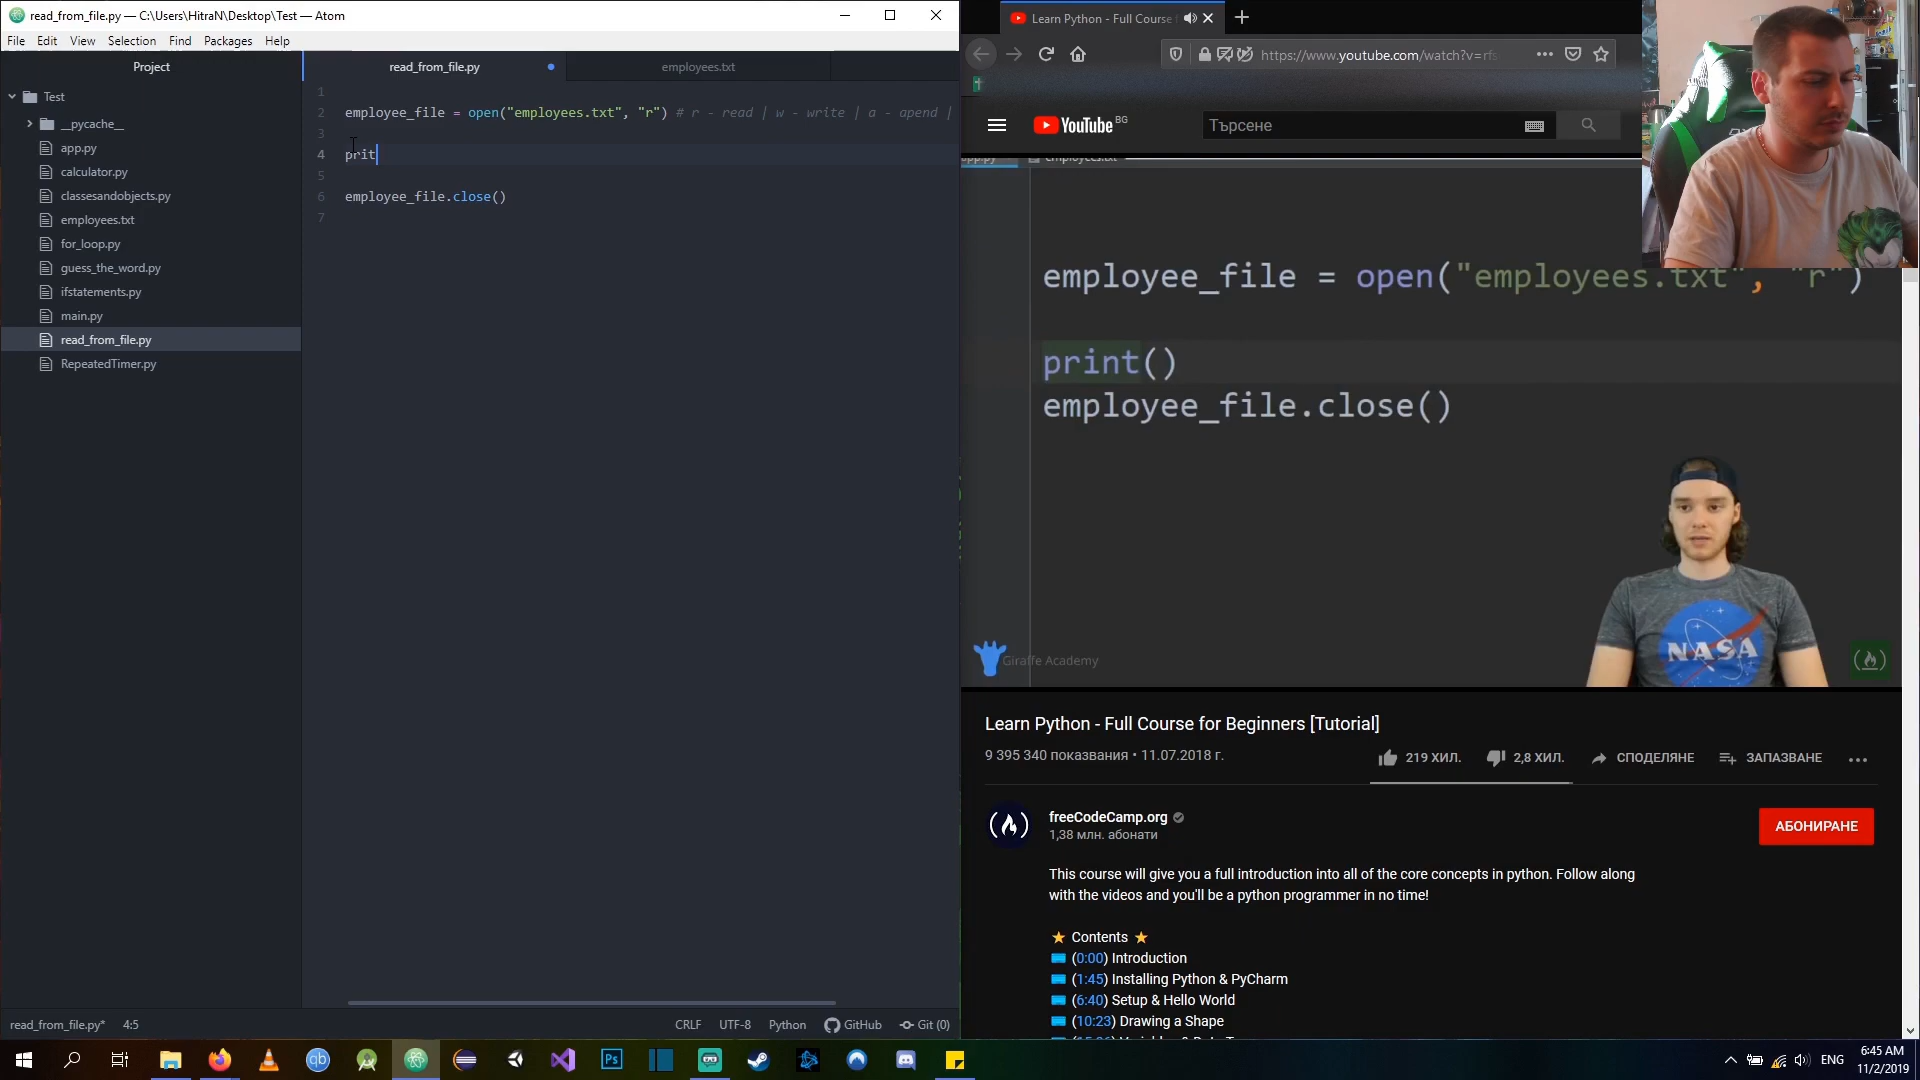 read_from_file.py — C:\Users\HitraN\Desktop\Test — Atom
File Edit View Selection Find Packages Help
Project
Test
__pycache__
app.py
calculator.py
classesandobjects.py
employees.txt
for_loop.py
guess_the_word.py
ifstatements.py
main.py
read_from_file.py
RepeatedTimer.py
read_from_file.py
employees.txt
1
2 employee_file = open("employees.txt", "r") # r - read | w - write | a - apend |
3
4 prit
5
6 employee_file.close()
7
read_from_file.py* 4:5
CRLF UTF-8 Python GitHub Git (0)
Learn Python - Full Course
https://www.youtube.com/watch?v=rfs
YouTube BG
Търсене
app.py employees.txt
employee_file = open("employees.txt", "r")
print()
employee_file.close()
NASA
Giraffe Academy
Learn Python - Full Course for Beginners [Tutorial]
9 395 340 показвания • 11.07.2018 г.
219 ХИЛ. 2,8 ХИЛ. СПОДЕЛЯНЕ ЗАПАЗВАНЕ
freeCodeCamp.org
1,38 млн. абонати
АБОНИРАНЕ
This course will give you a full introduction into all of the core concepts in python. Follow along
with the videos and you'll be a python programmer in no time!
Contents
(0:00) Introduction
(1:45) Installing Python & PyCharm
(6:40) Setup & Hello World
(10:23) Drawing a Shape
qb
Ps
ENG
6:45 AM
11/2/2019